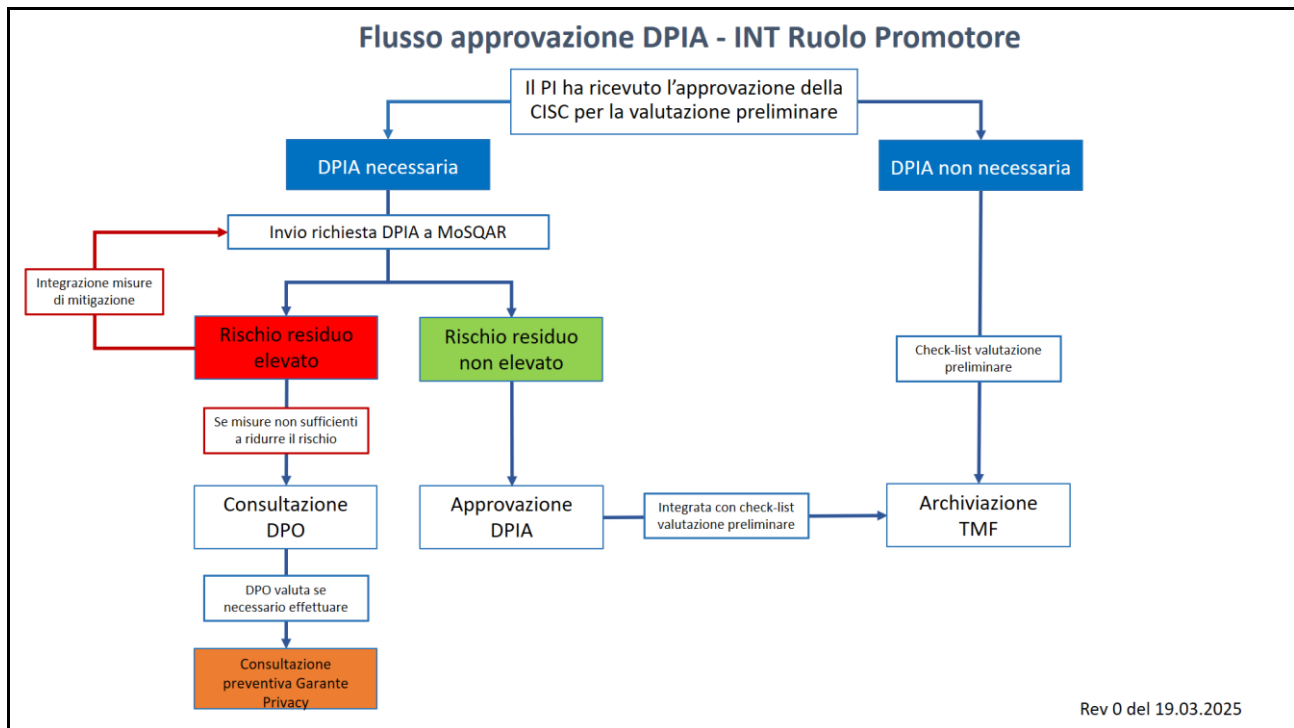 Flusso approvazione DPIA - INT Ruolo Promotore
Il PI ha ricevuto l'approvazione della
CISC per la valutazione preliminare
DPIA necessaria
DPIA non necessaria
Invio richiesta DPIA a MoSQAR
Integrazione misure
di mitigazione
Rischio residuo
elevato
Rischio residuo
non elevato
Check-list valutazione
preliminare
Se misure non sufficienti
a ridurre il rischio
Consultazione
DPO
Approvazione
DPIA
Integrata con check-list
valutazione preliminare
Archiviazione
TMF
DPO valuta se
necessario effettuare
Consultazione
preventiva Garante
Privacy
Rev 0 del 19.03.2025